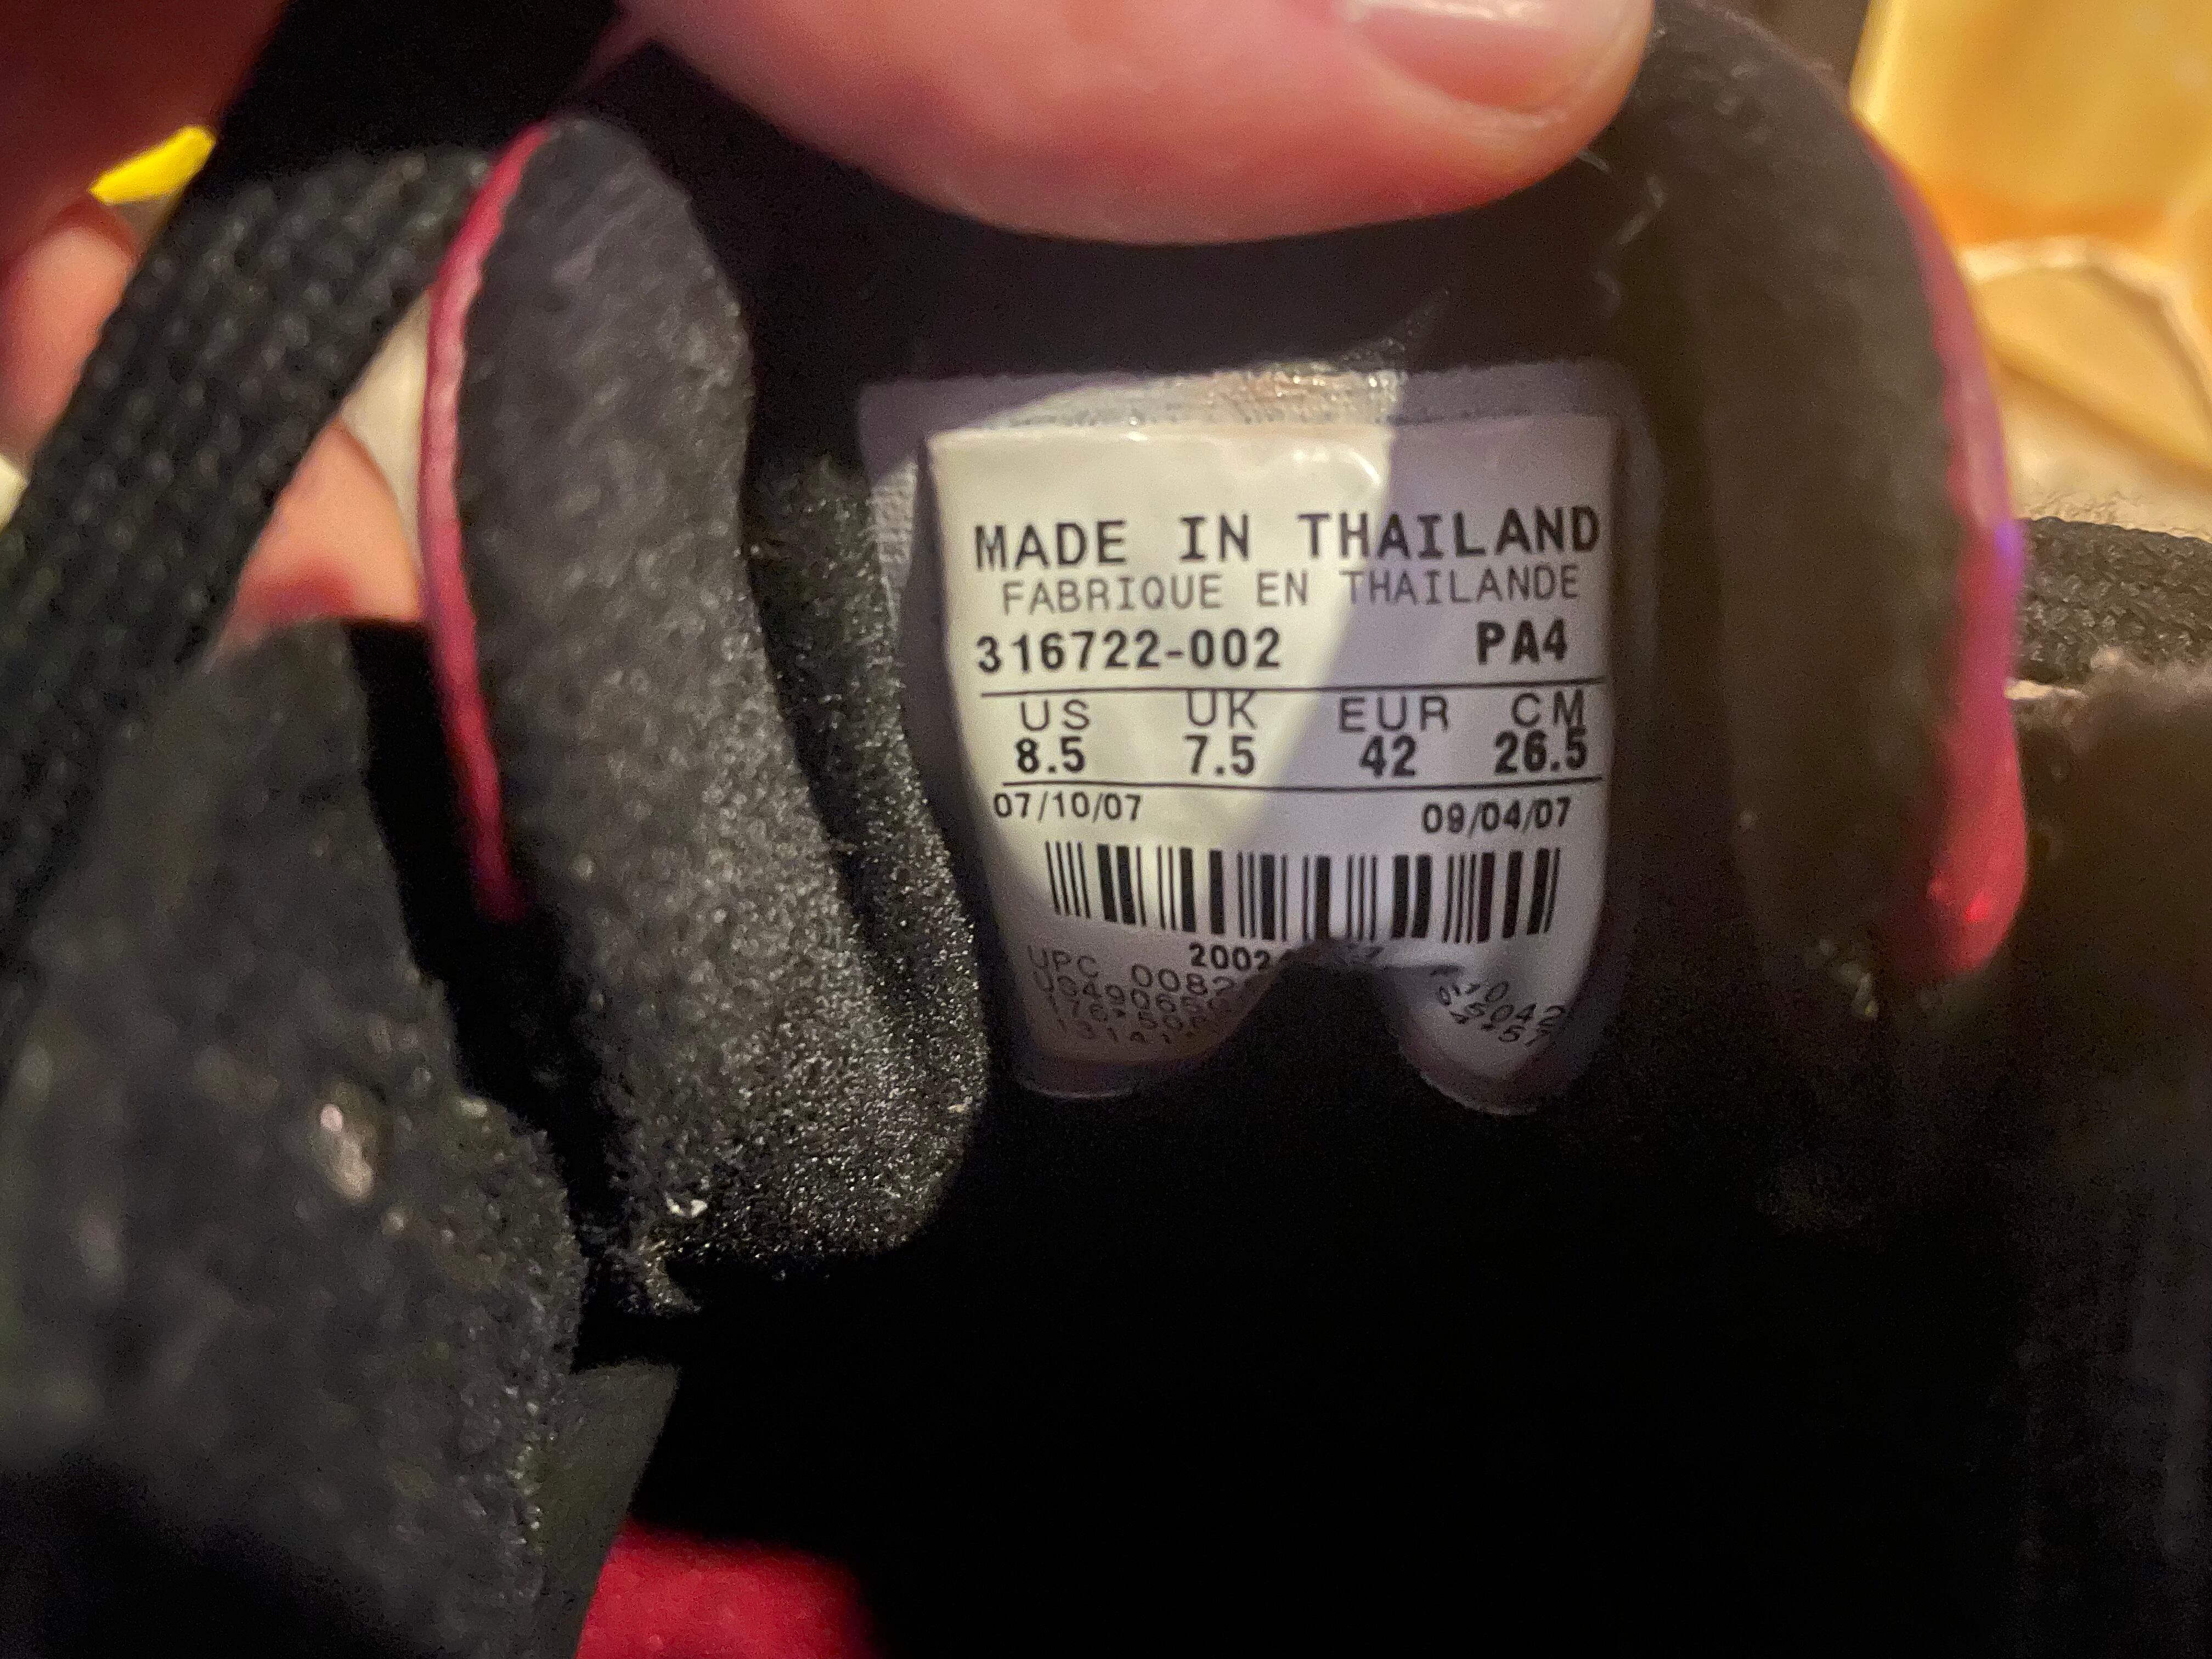 MADE IN THAILAND
FABRIQUE EN THAILANDE
316722-002 PA4
US UK EUR CM
8.5 7.5 42 26.5
07/10/07 09/04/07
UPC